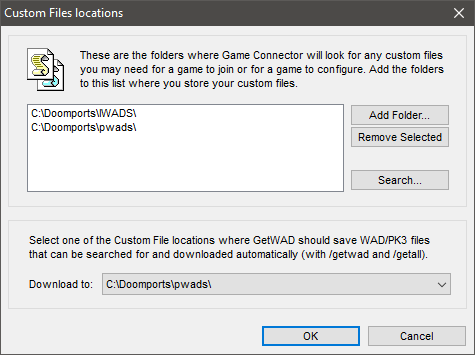 Custom Files locations
These are the folders where Game Connector will look for any custom files
you may need for a game to join or for a game to configure. Add the folders
to this list where you store your custom files.
C:\Doomports\IWADS\
C:\Doomports\pwads\
Add Folder...
Remove Selected
Search...
Select one of the Custom File locations where GetWAD should save WAD/PK3 files
that can be searched for and downloaded automatically (with /getwad and /getall).
Download to:
C:\Doomports\pwads\
OK
Cancel